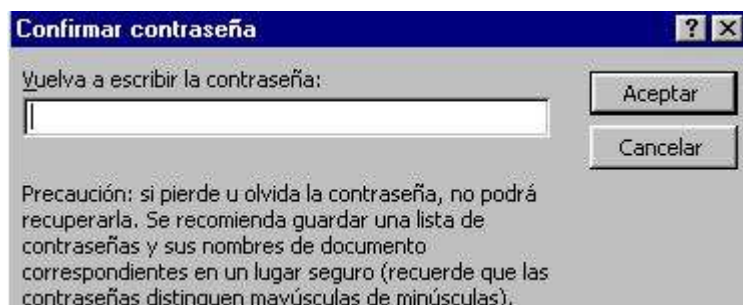 Confirmar contraseña
Vuelva a escribir la contraseña:
Aceptar
Cancelar
Precaución: si pierde u olvida la contraseña, no podrá
recuperarla. Se recomienda guardar una lista de
contraseñas y sus nombres de documento
correspondientes en un lugar seguro (recuerde que las
contraseñas distinguen mayúsculas de minúsculas).